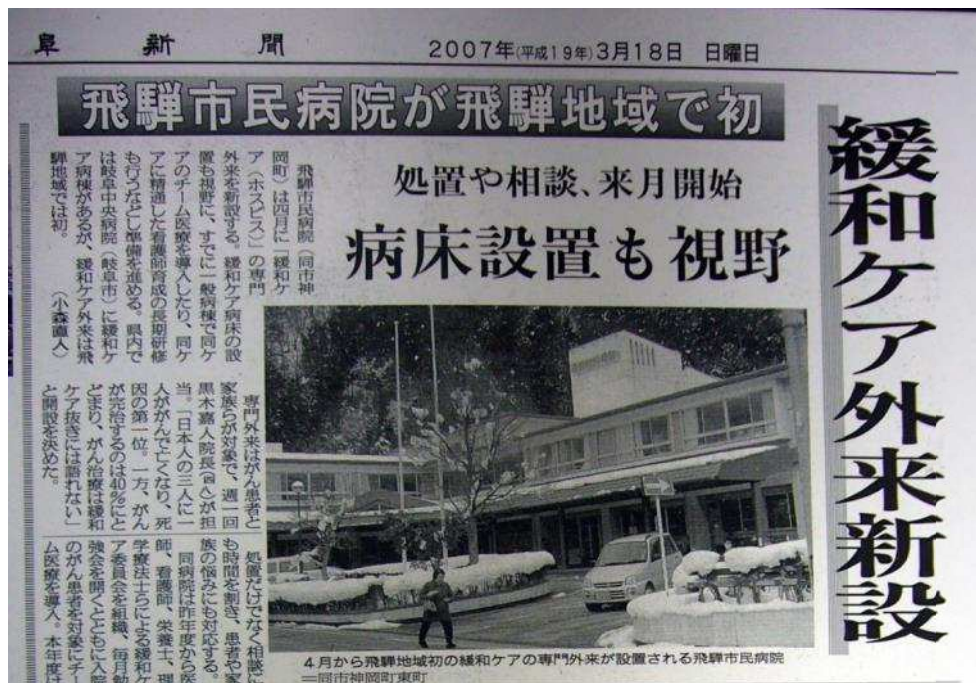 阜新聞 2007年(平成19年)3月18日 日曜日
飛騨市民病院が飛騨地域で初
緩和ケア外来新設
処置や相談、来月開始
病床設置も視野
飛騨市民病院(同市神
岡町)は四月に「緩和ケ
ア(ホスピス)」の専門
外来を新設する。緩和ケア病床の設
置も視野に、すでに一般病棟で同ケ
アのチーム医療を導入したり、同ケ
アに精通した看護師育成の長期研修
も行うなどし準備を進める。県内で
は岐阜中央病院(岐阜市)に緩和ケ
ア病棟があるが、緩和ケア外来は飛
騨地域では初。 (小森直人)
専門外来はがん患者と
家族らが対象で、週一回
黒木嘉人院長が担
当。「日本人の三人に一
人ががんで亡くなり、死
因の第一位。一方、がん
が完治するのは40%にと
どまり、がん治療は緩和
ケア抜きには語れない」
と開設を決めた。
処置だけでなく相談に
も時間を割き、患者や家
族の悩みにも対応する。
同病院は昨年度から医
師、看護師、栄養士、理
学療法士らによる緩和ケ
ア委員会を組織、毎月勉
強会を開くとともに入院
のがん患者を対象にチー
ム医療を導入。本年度は
4月から飛騨地域初の緩和ケアの専門外来が設置される飛騨市民病院
=同市神岡町東町